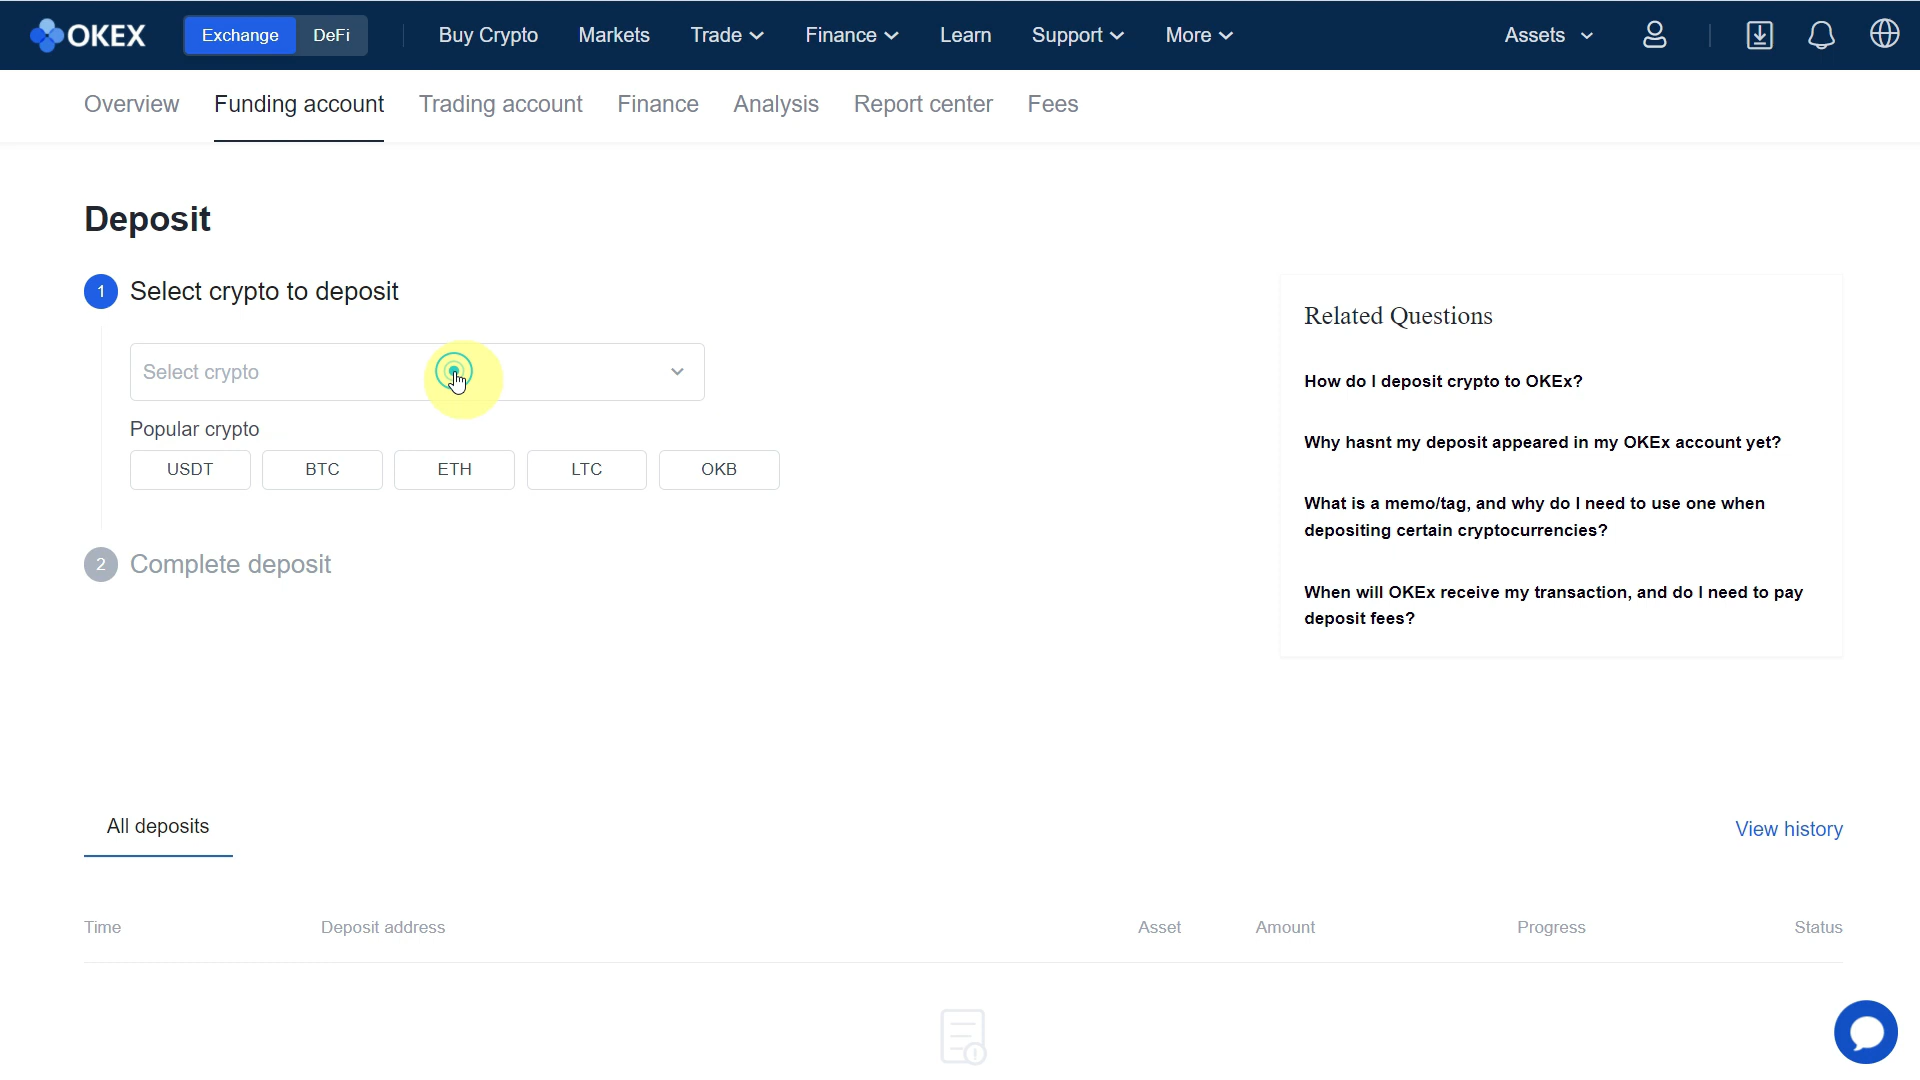 OKEX Exchange DeFi Buy Crypto Markets Trade Finance Learn Support More Assets
Overview Funding account Trading account Finance Analysis Report center Fees
Deposit
1 Select crypto to deposit
Select crypto
Popular crypto
USDT BTC ETH LTC OKB
2 Complete deposit
Related Questions
How do I deposit crypto to OKEx?
Why hasnt my deposit appeared in my OKEx account yet?
What is a memo/tag, and why do I need to use one when
depositing certain cryptocurrencies?
When will OKEx receive my transaction, and do I need to pay
deposit fees?
All deposits View history
Time Deposit address Asset Amount Progress Status